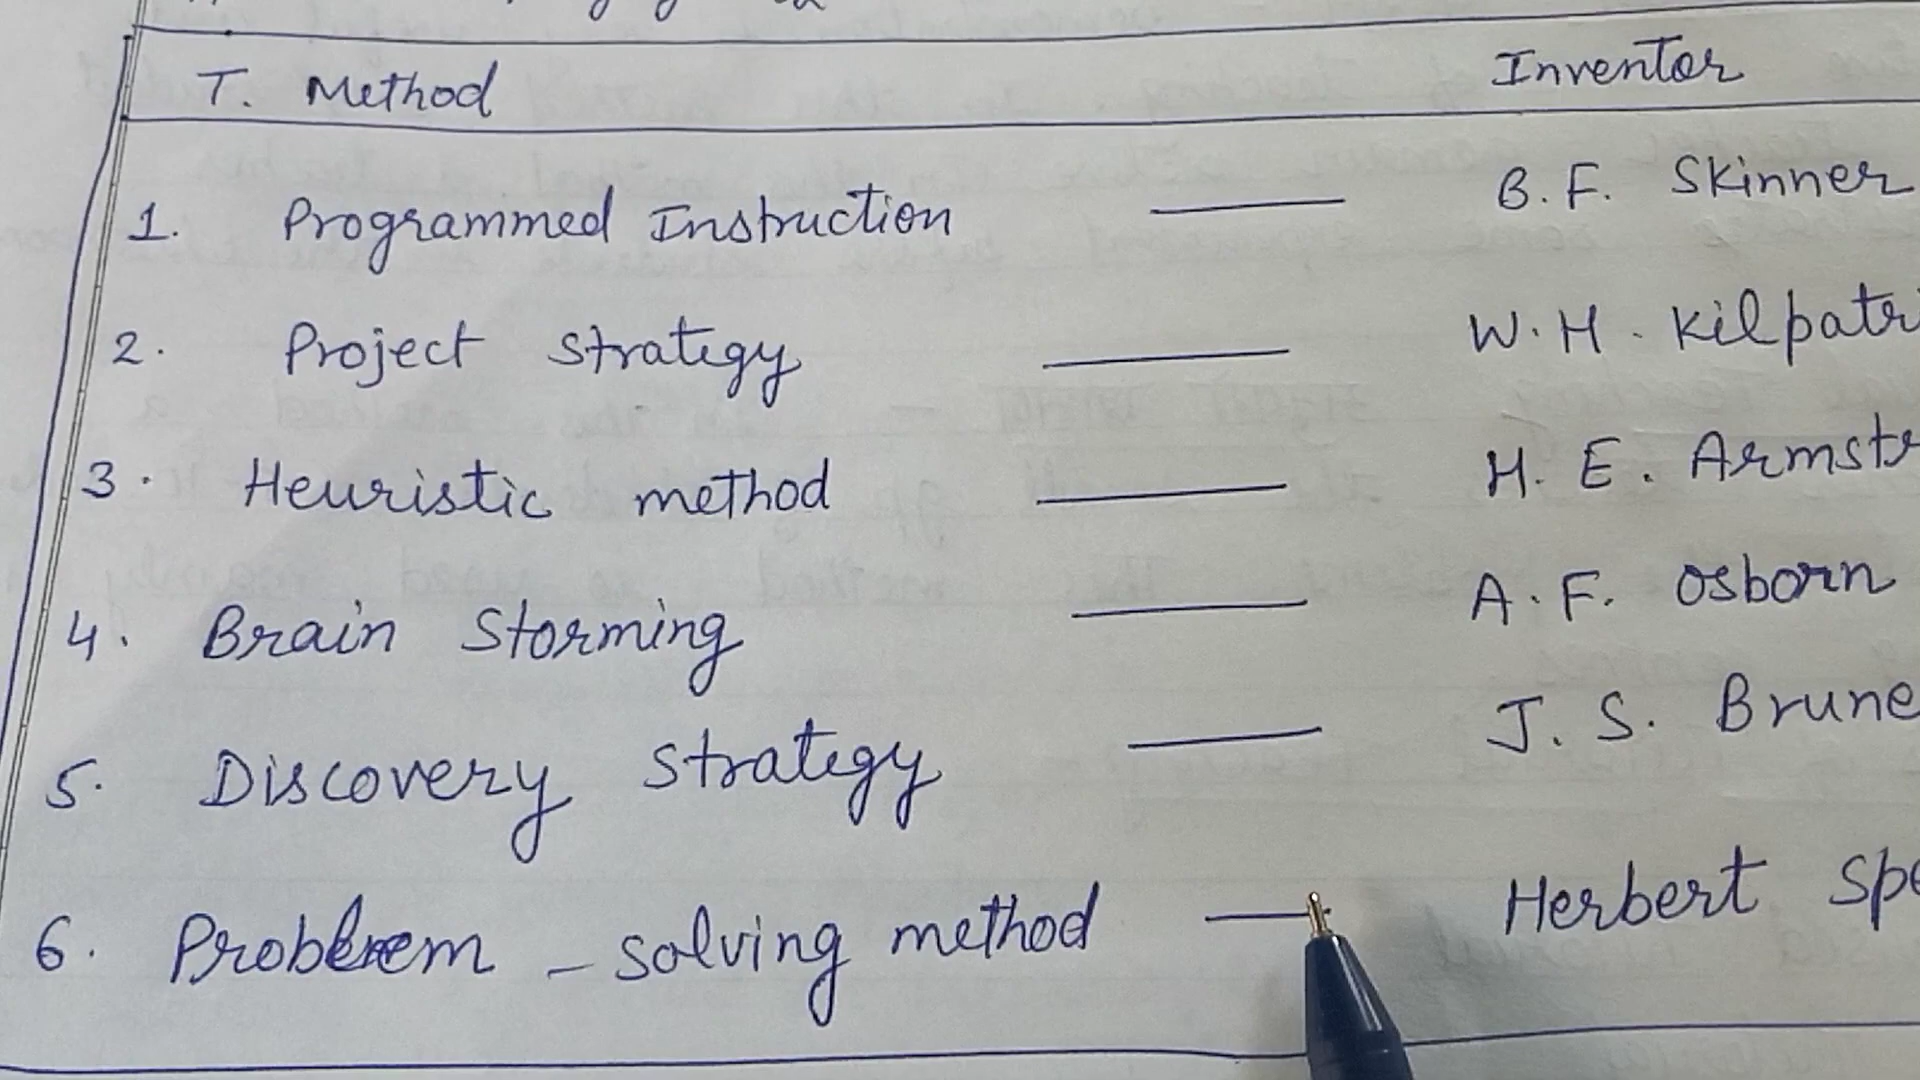 T. Method Inventor
1. Programmed Instruction — B. F. Skinner
2. Project strategy — W. H. Kilpatr
3. Heuristic method — H. E. Armstr
4. Brain Storming — A. F. Osborn
5. Discovery strategy — J. S. Brune
6. Problem - solving method — Herbert Spe